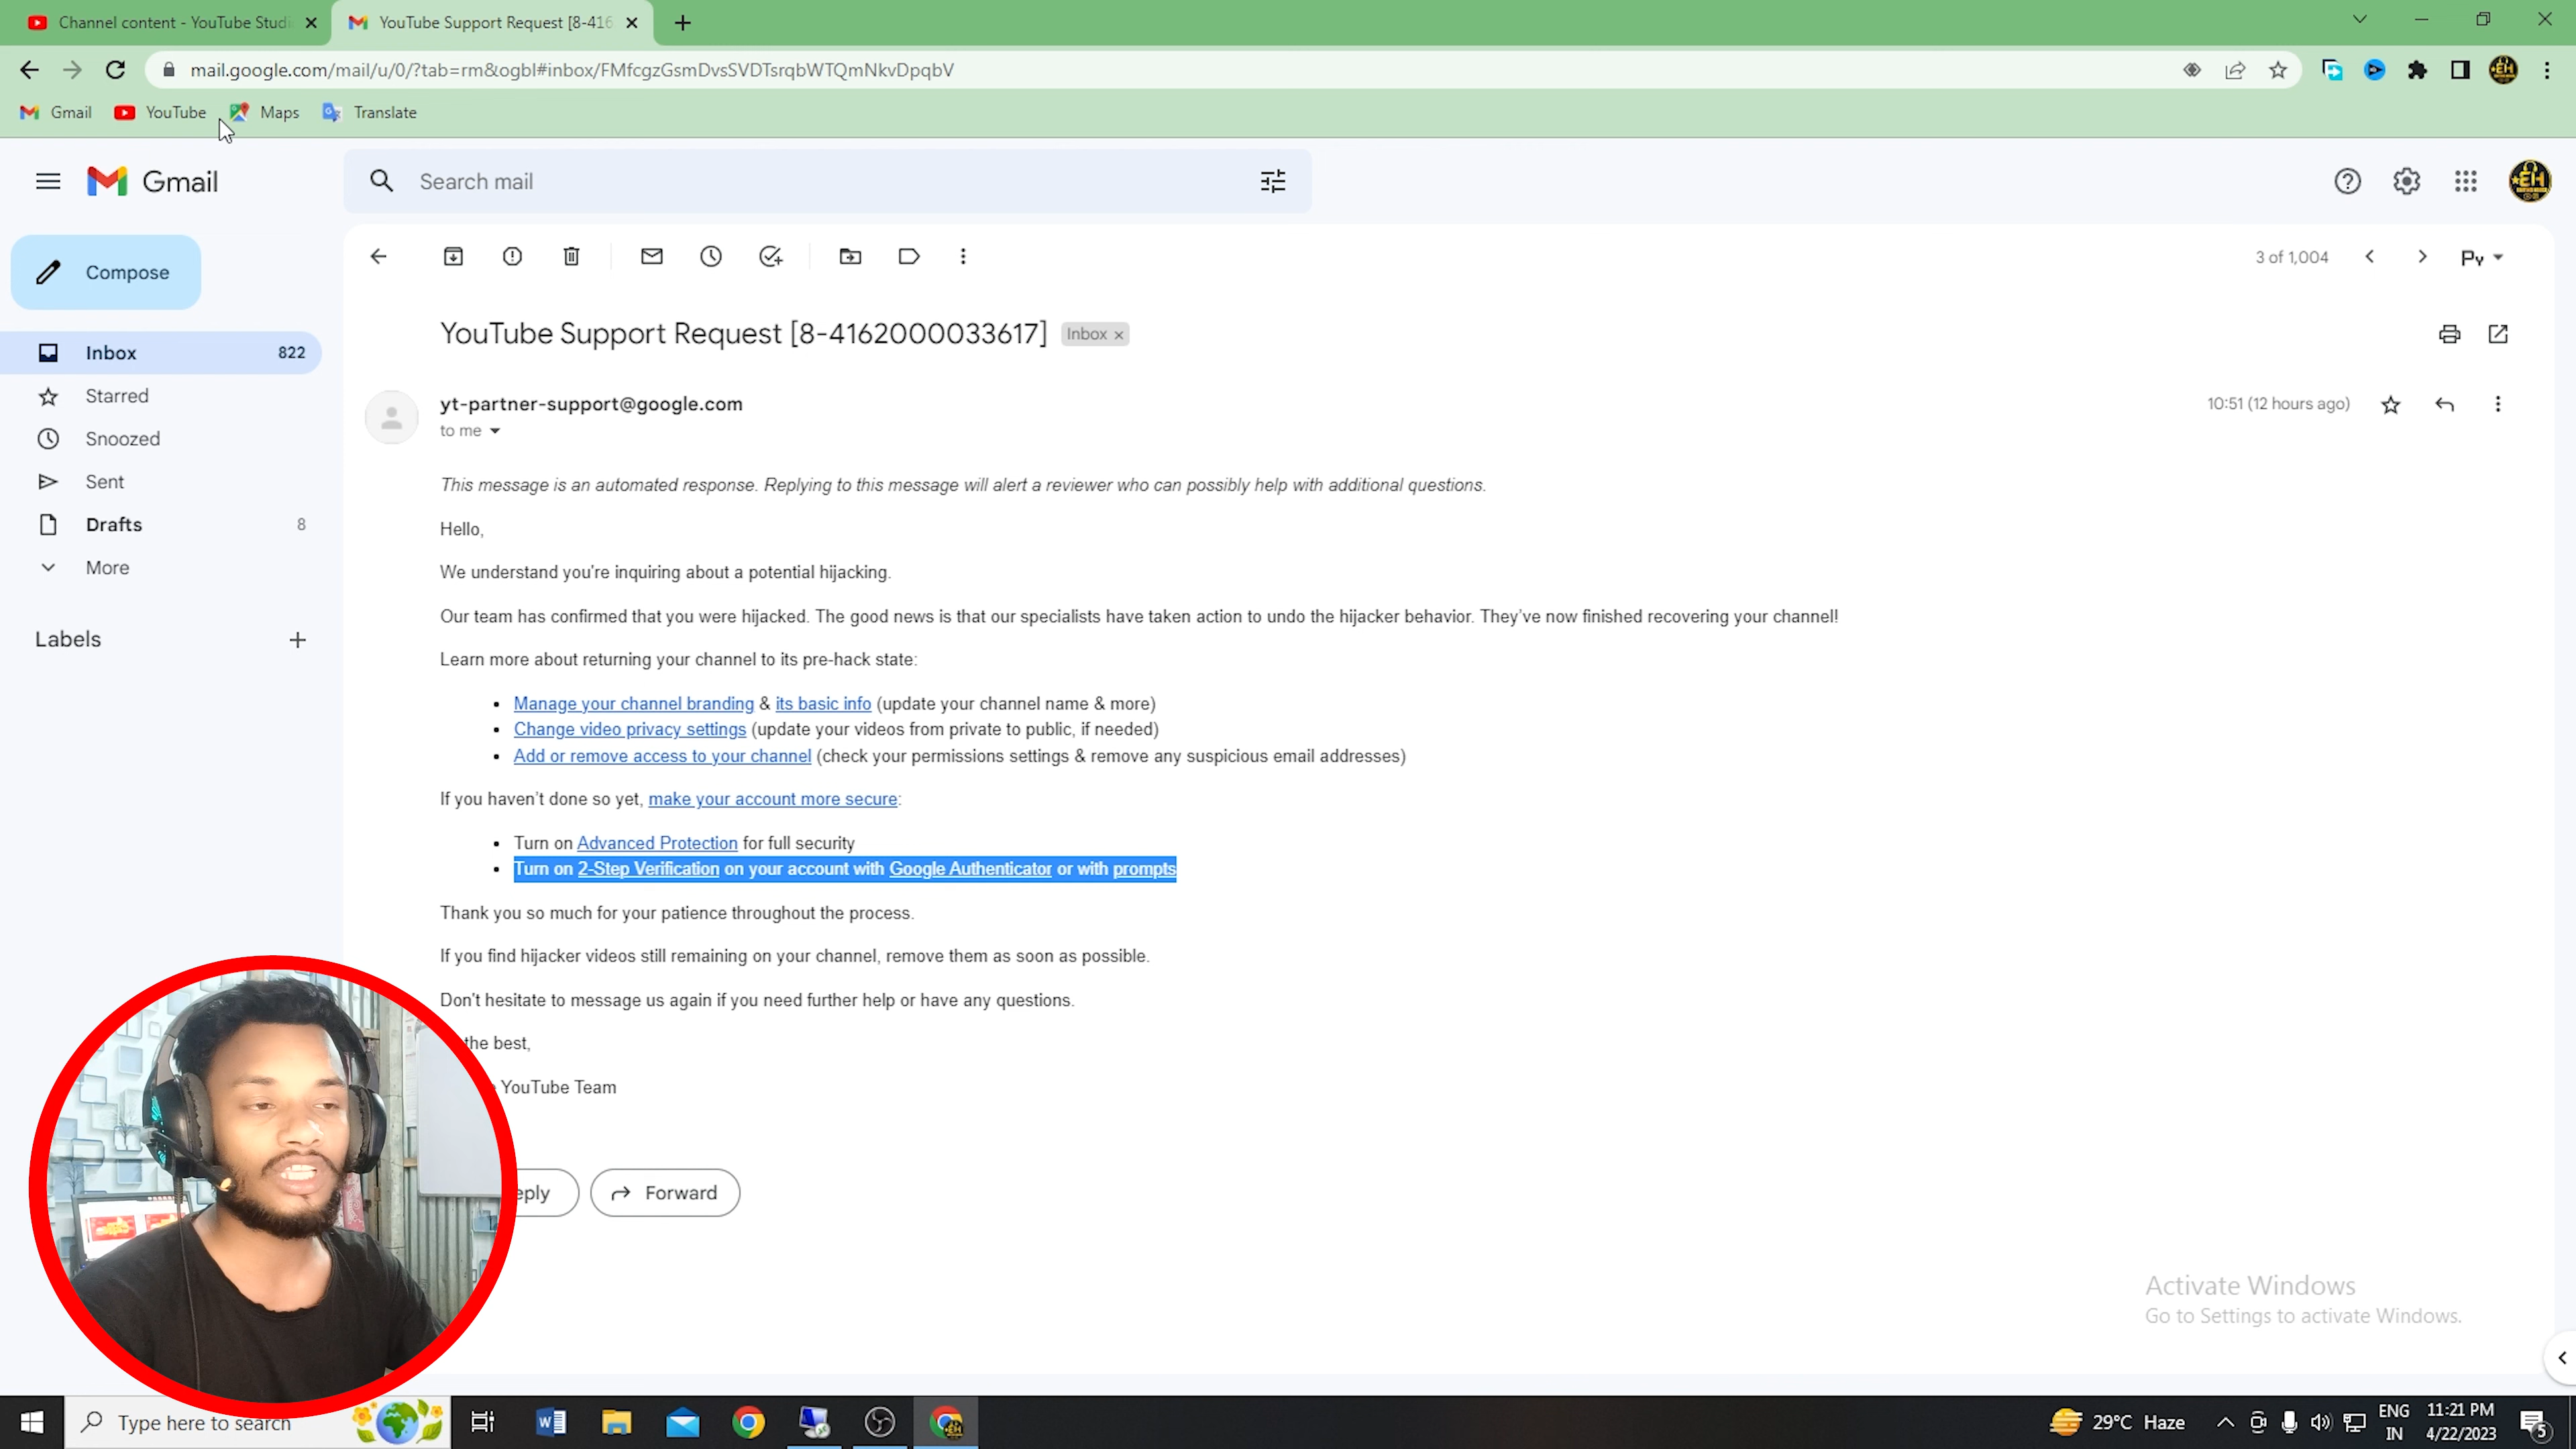 Channel content - YouTube Studi
YouTube Support Request [8-416
mail.google.com/mail/u/0/?tab=rm&ogbl#inbox/FMfcgzGsmDvsSVDTsrqbWTQmNkvDpqbV
Gmail YouTube Maps Translate
Gmail
Search mail
Compose
3 of 1,004
Inbox 822
Starred
Snoozed
Sent
Drafts 8
More
Labels
YouTube Support Request [8-4162000033617] Inbox ×
yt-partner-support@google.com
10:51 (12 hours ago)
to me
This message is an automated response. Replying to this message will alert a reviewer who can possibly help with additional questions.
Hello,
We understand you're inquiring about a potential hijacking.
Our team has confirmed that you were hijacked. The good news is that our specialists have taken action to undo the hijacker behavior. They've now finished recovering your channel!
Learn more about returning your channel to its pre-hack state:
• Manage your channel branding & its basic info (update your channel name & more)
• Change video privacy settings (update your videos from private to public, if needed)
• Add or remove access to your channel (check your permissions settings & remove any suspicious email addresses)
If you haven't done so yet, make your account more secure:
• Turn on Advanced Protection for full security
• Turn on 2-Step Verification on your account with Google Authenticator or with prompts
Thank you so much for your patience throughout the process.
If you find hijacker videos still remaining on your channel, remove them as soon as possible.
Don't hesitate to message us again if you need further help or have any questions.
the best,
YouTube Team
eply
Forward
Activate Windows
Go to Settings to activate Windows.
Type here to search
29°C Haze
ENG
IN
11:21 PM
4/22/2023
5